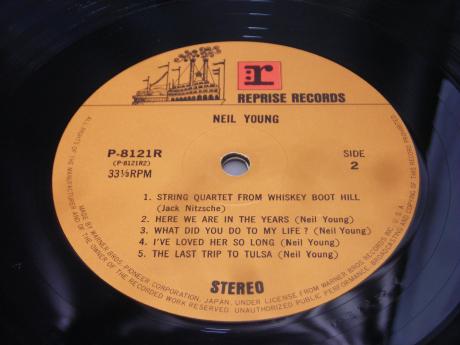 r
REPRISE RECORDS
NEIL YOUNG
P-8121R
(P-8121R2)
33⅓RPM
SIDE
2
1. STRING QUARTET FROM WHISKEY BOOT HILL
(Jack Nitzsche)
2. HERE WE ARE IN THE YEARS (Neil Young)
3. WHAT DID YOU DO TO MY LIFE ? (Neil Young)
4. I'VE LOVED HER SO LONG (Neil Young)
5. THE LAST TRIP TO TULSA (Neil Young)
STEREO
MADE BY WARNER BROS. PIONEER CORPORATION, JAPAN, UNDER LICENSE FROM WARNER BROS. RECORDS INC. U.S.A.
ALL RIGHTS OF THE MANUFACTURER AND OF THE OWNER OF THE RECORDED WORK RESERVED. UNAUTHORIZED PUBLIC PERFORMANCE, BROADCASTING AND COPYING OF THIS RECORD PROHIBITED.